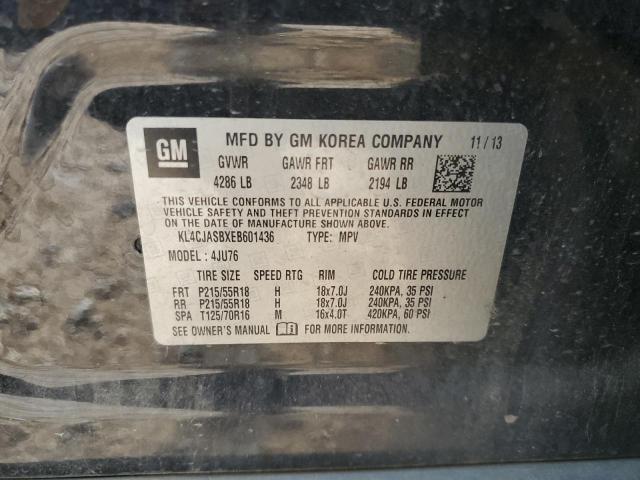 GM MFD BY GM KOREA COMPANY 11/13
GVWR GAWR FRT GAWR RR
4286 LB 2348 LB 2194 LB
THIS VEHICLE CONFORMS TO ALL APPLICABLE U.S. FEDERAL MOTOR
VEHICLE SAFETY AND THEFT PREVENTION STANDARDS IN EFFECT
ON THE DATE OF MANUFACTURE SHOWN ABOVE.
KL4CJASBXEB601436 TYPE: MPV
MODEL: 4JU76
TIRE SIZE SPEED RTG RIM COLD TIRE PRESSURE
FRT P215/55R18 H 18x7.0J 240KPA, 35 PSI
RR P215/55R18 H 18x7.0J 240KPA, 35 PSI
SPA T125/70R16 M 16x4.0T 420KPA, 60 PSI
SEE OWNER'S MANUAL FOR MORE INFORMATION.